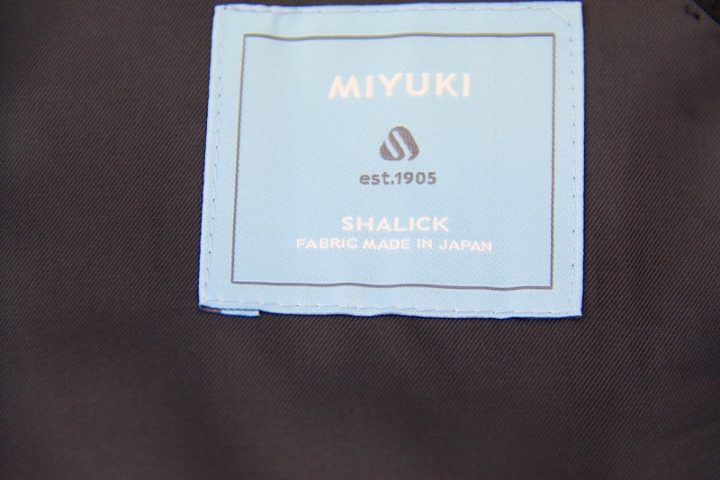 MIYUKI
est.1905
SHALICK
FABRIC MADE IN JAPAN